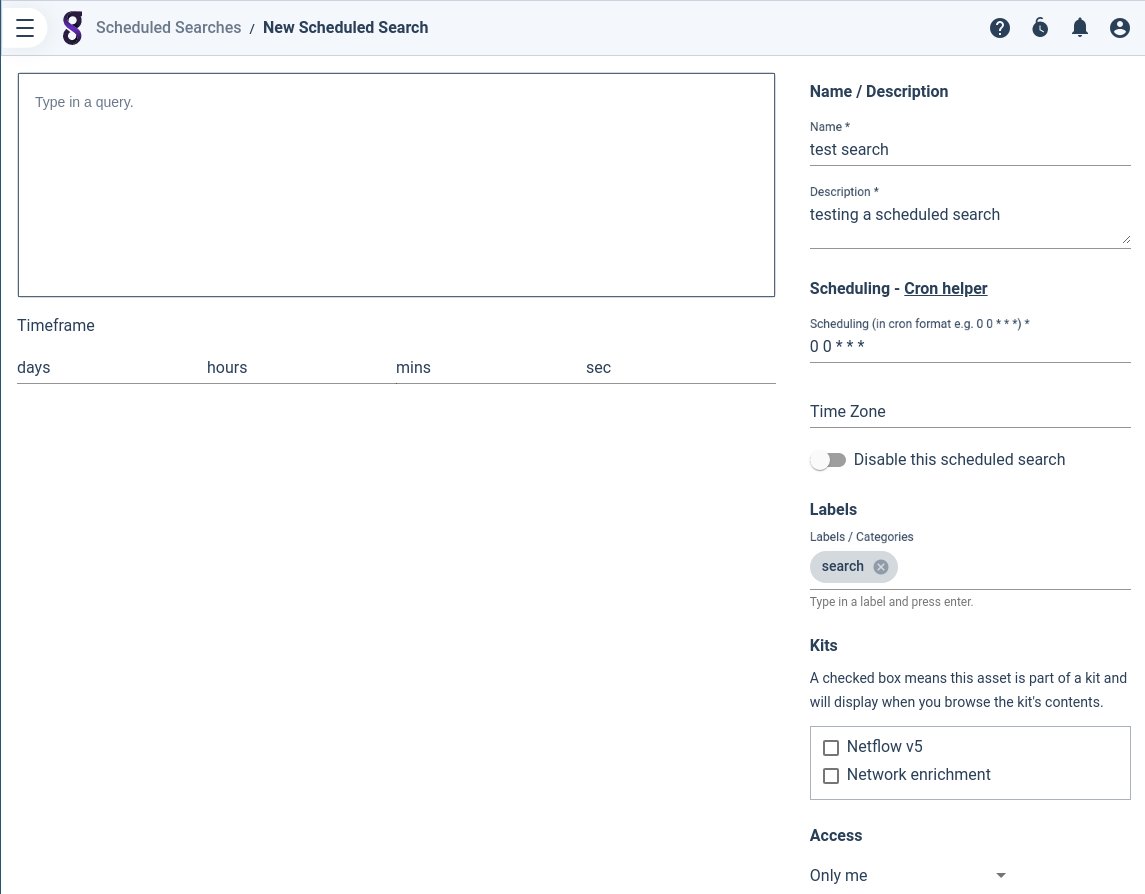 Scheduled Searches / New Scheduled Search
Type in a query.
Timeframe
days hours mins sec
Name / Description
Name *
test search
Description *
testing a scheduled search
Scheduling - Cron helper
Scheduling (in cron format e.g. 0 0 * * *) *
0 0 * * *
Time Zone
Disable this scheduled search
Labels
Labels / Categories
search
Type in a label and press enter.
Kits
A checked box means this asset is part of a kit and
will display when you browse the kit's contents.
Netflow v5
Network enrichment
Access
Only me